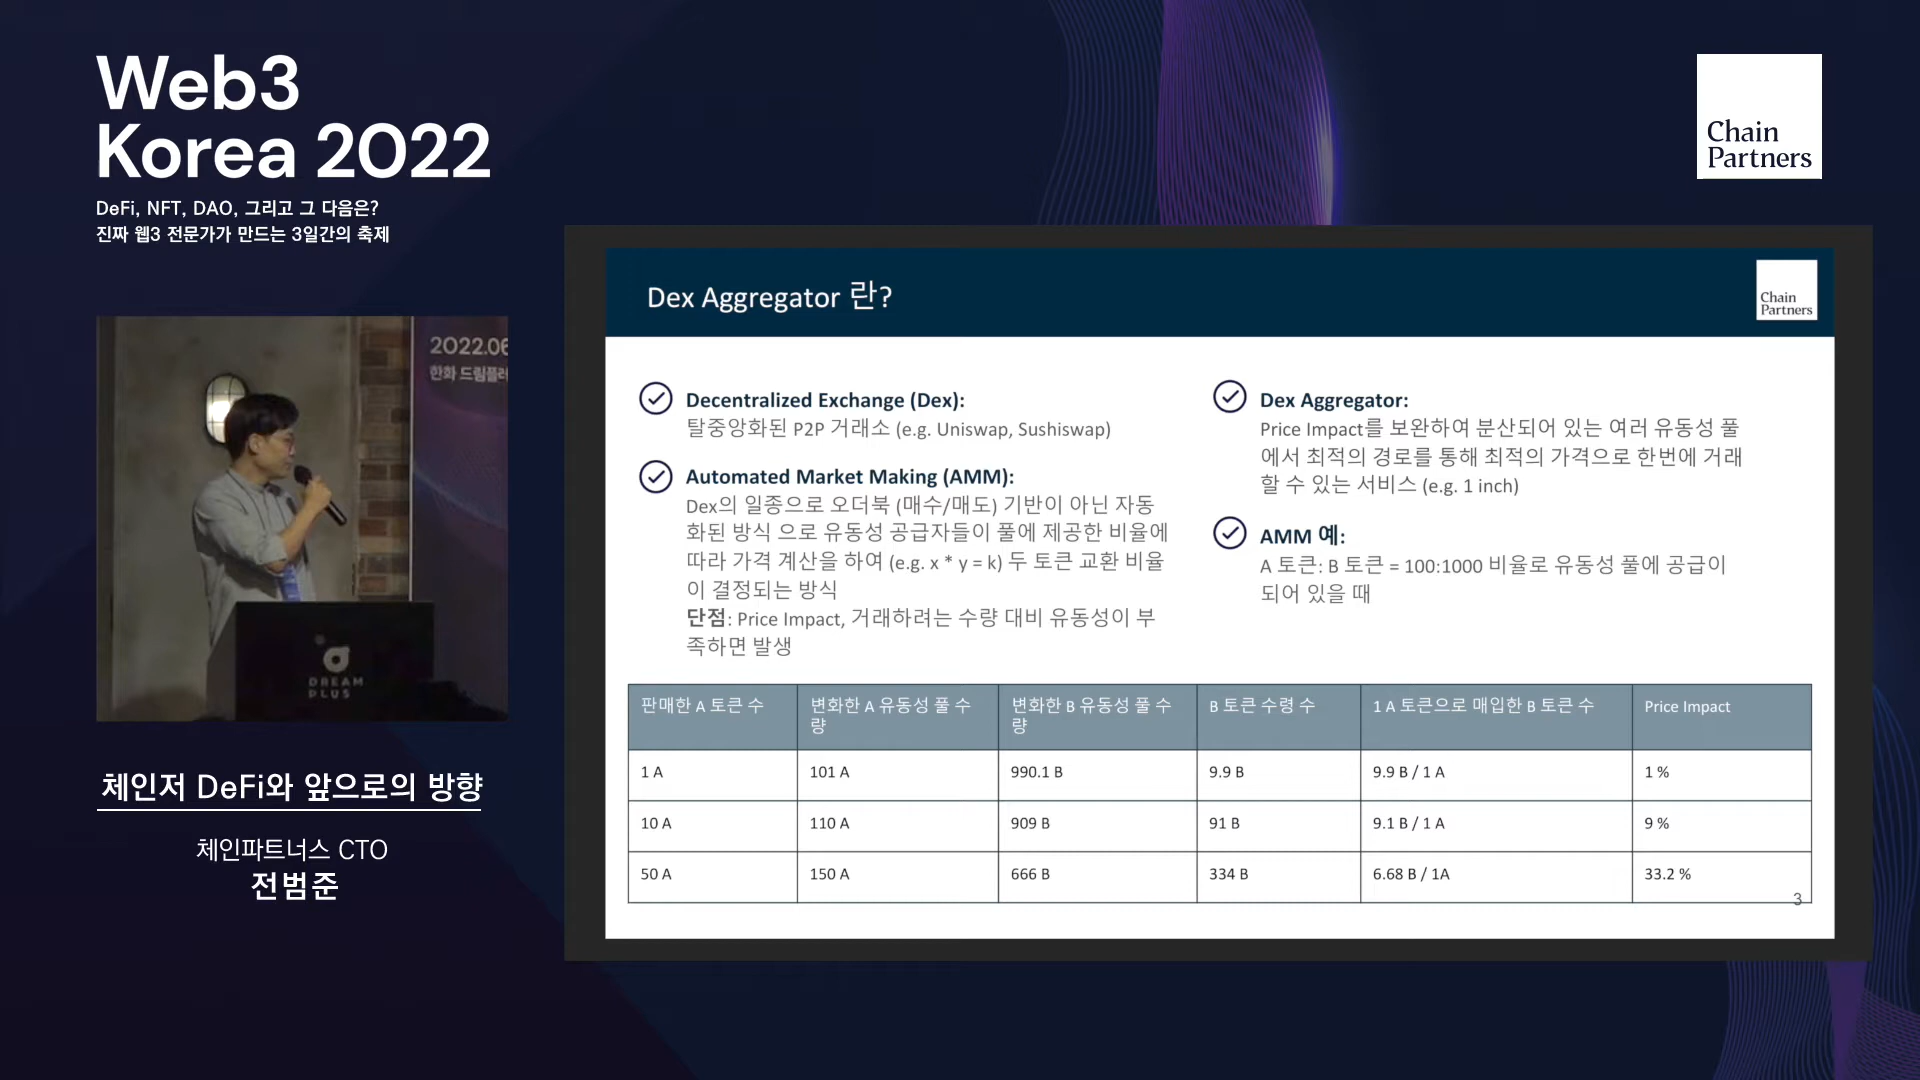 Web3
Korea 2022
DeFi, NFT, DAO, 그리고 그 다음은?
진짜 웹3 전문가가 만드는 3일간의 축제
Chain
Partners
2022.06
한화 드림플러
DREAM
PLUS
체인저 DeFi와 앞으로의 방향
체인파트너스 CTO
전범준
Dex Aggregator 란?
Chain
Partners
Decentralized Exchange (Dex):
탈중앙화된 P2P 거래소 (e.g. Uniswap, Sushiswap)
Automated Market Making (AMM):
Dex의 일종으로 오더북 (매수/매도) 기반이 아닌 자동
화된 방식 으로 유동성 공급자들이 풀에 제공한 비율에
따라 가격 계산을 하여 (e.g. x * y = k) 두 토큰 교환 비율
이 결정되는 방식
단점: Price Impact, 거래하려는 수량 대비 유동성이 부
족하면 발생
Dex Aggregator:
Price Impact를 보완하여 분산되어 있는 여러 유동성 풀
에서 최적의 경로를 통해 최적의 가격으로 한번에 거래
할 수 있는 서비스 (e.g. 1 inch)
AMM 예:
A 토큰: B 토큰 = 100:1000 비율로 유동성 풀에 공급이
되어 있을 때
판매한 A 토큰 수 변화한 A 유동성 풀 수 변화한 B 유동성 풀 수 B 토큰 수령 수 1 A 토큰으로 매입한 B 토큰 수 Price Impact
량 량
1 A 101 A 990.1 B 9.9 B 9.9 B / 1 A 1 %
10 A 110 A 909 B 91 B 9.1 B / 1 A 9 %
50 A 150 A 666 B 334 B 6.68 B / 1A 33.2 %
3